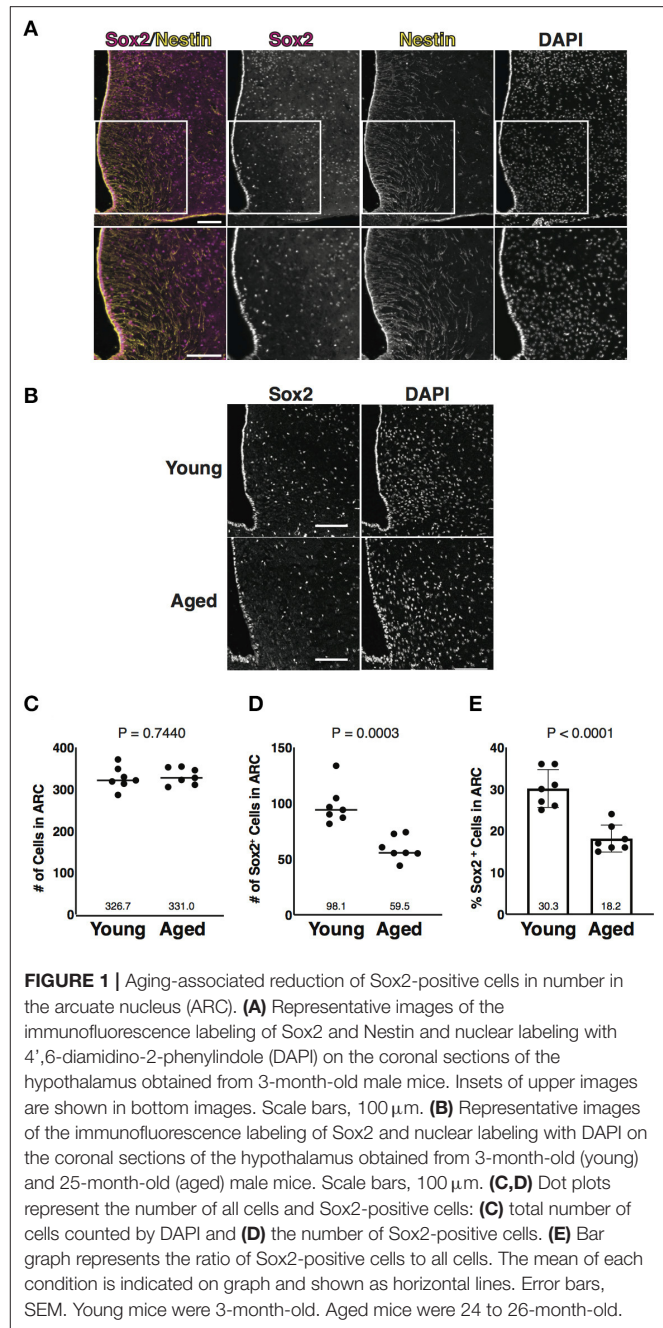 A
Sox2/Nestin Sox2 Nestin DAPI
B
Sox2 DAPI
Young
Aged
C
P = 0.7440
# of Cells in ARC
400
300
200
100
0
326.7 331.0
Young Aged
D
P = 0.0003
# of Sox2+ Cells in ARC
150
100
50
0
98.1 59.5
Young Aged
E
P < 0.0001
% Sox2+ Cells in ARC
40
30
20
10
0
30.3 18.2
Young Aged
FIGURE 1 | Aging-associated reduction of Sox2-positive cells in number in
the arcuate nucleus (ARC). (A) Representative images of the
immunofluorescence labeling of Sox2 and Nestin and nuclear labeling with
4',6-diamidino-2-phenylindole (DAPI) on the coronal sections of the
hypothalamus obtained from 3-month-old male mice. Insets of upper images
are shown in bottom images. Scale bars, 100 μm. (B) Representative images
of the immunofluorescence labeling of Sox2 and nuclear labeling with DAPI on
the coronal sections of the hypothalamus obtained from 3-month-old (young)
and 25-month-old (aged) male mice. Scale bars, 100 μm. (C,D) Dot plots
represent the number of all cells and Sox2-positive cells: (C) total number of
cells counted by DAPI and (D) the number of Sox2-positive cells. (E) Bar
graph represents the ratio of Sox2-positive cells to all cells. The mean of each
condition is indicated on graph and shown as horizontal lines. Error bars,
SEM. Young mice were 3-month-old. Aged mice were 24 to 26-month-old.